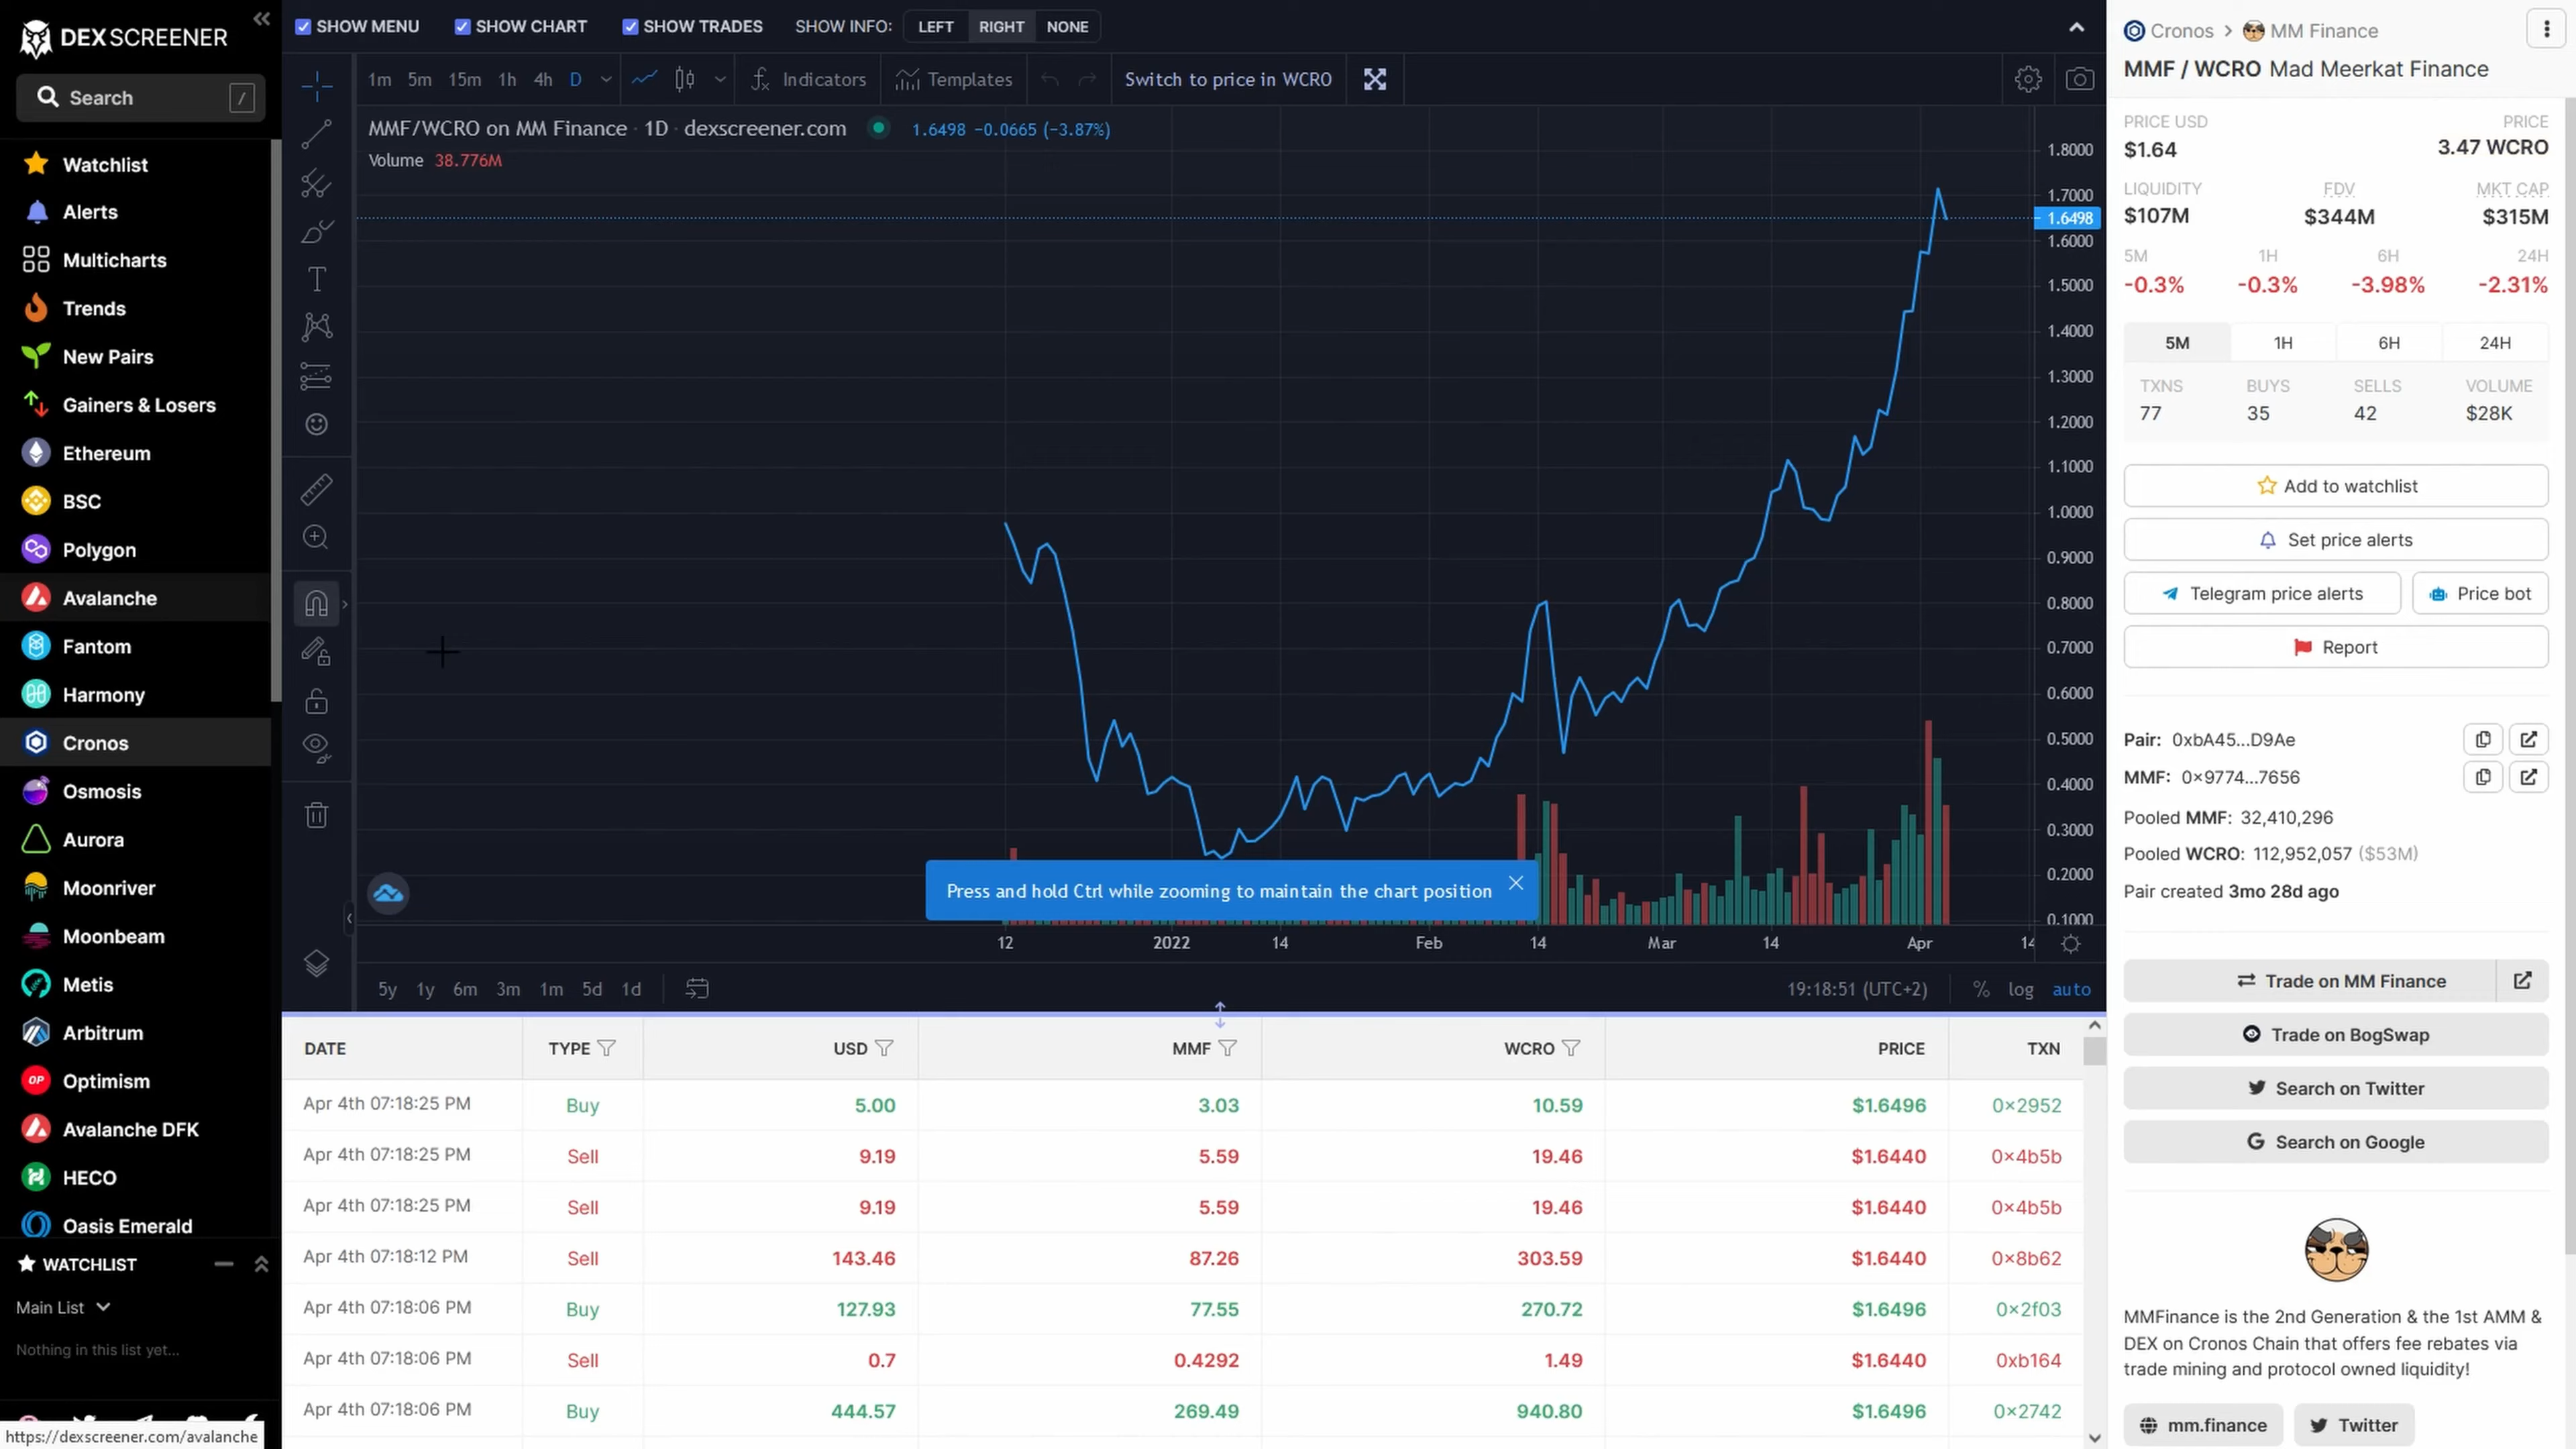 DEX SCREENER
Search /
Watchlist
Alerts
Multicharts
Trends
New Pairs
Gainers & Losers
Ethereum
BSC
Polygon
Avalanche
Fantom
Harmony
Cronos
Osmosis
Aurora
Moonriver
Moonbeam
Metis
Arbitrum
OP Optimism
Avalanche DFK
HECO
Oasis Emerald
WATCHLIST
Main List
Nothing in this list yet...
https://dexscreener.com/avalanche
SHOW MENU SHOW CHART SHOW TRADES SHOW INFO: LEFT RIGHT NONE
1m 5m 15m 1h 4h D Indicators Templates Switch to price in WCRO
MMF/WCRO on MM Finance · 1D · dexscreener.com 1.6498 −0.0665 (−3.87%)
Volume 38.776M
1.8000
1.7000
1.6498
1.6000
1.5000
1.4000
1.3000
1.2000
1.1000
1.0000
0.9000
0.8000
0.7000
0.6000
0.5000
0.4000
0.3000
0.2000
0.1000
Press and hold Ctrl while zooming to maintain the chart position
12 2022 14 Feb 14 Mar 14 Apr 14
5y 1y 6m 3m 1m 5d 1d 19:18:51 (UTC+2) % log auto
DATE TYPE USD MMF WCRO PRICE TXN
Apr 4th 07:18:25 PM Buy 5.00 3.03 10.59 $1.6496 0×2952
Apr 4th 07:18:25 PM Sell 9.19 5.59 19.46 $1.6440 0×4b5b
Apr 4th 07:18:25 PM Sell 9.19 5.59 19.46 $1.6440 0×4b5b
Apr 4th 07:18:12 PM Sell 143.46 87.26 303.59 $1.6440 0×8b62
Apr 4th 07:18:06 PM Buy 127.93 77.55 270.72 $1.6496 0×2f03
Apr 4th 07:18:06 PM Sell 0.7 0.4292 1.49 $1.6440 0xb164
Apr 4th 07:18:06 PM Buy 444.57 269.49 940.80 $1.6496 0×2742
Cronos > MM Finance
MMF / WCRO Mad Meerkat Finance
PRICE USD PRICE
$1.64 3.47 WCRO
LIQUIDITY FDV MKT CAP
$107M $344M $315M
5M 1H 6H 24H
-0.3% -0.3% -3.98% -2.31%
5M 1H 6H 24H
TXNS BUYS SELLS VOLUME
77 35 42 $28K
Add to watchlist
Set price alerts
Telegram price alerts Price bot
Report
Pair: 0xbA45...D9Ae
MMF: 0×9774...7656
Pooled MMF: 32,410,296
Pooled WCRO: 112,952,057 ($53M)
Pair created 3mo 28d ago
Trade on MM Finance
Trade on BogSwap
Search on Twitter
Search on Google
MMFinance is the 2nd Generation & the 1st AMM &
DEX on Cronos Chain that offers fee rebates via
trade mining and protocol owned liquidity!
mm.finance Twitter